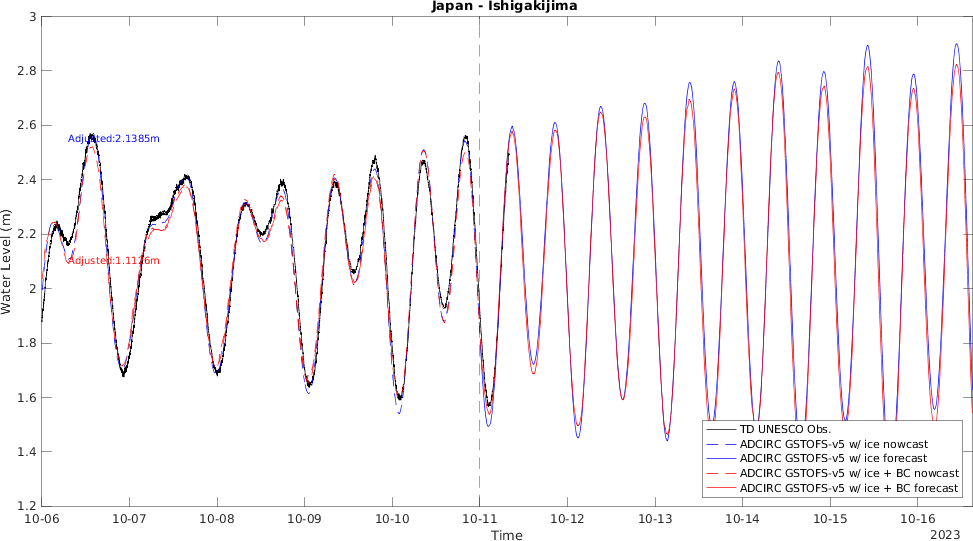 Japan - Ishigakijima
Water Level (m)
3
2.8
2.6
2.4
2.2
2
1.8
1.6
1.4
1.2
Adjusted:2.1385m
Adjusted:1.1126m
TD UNESCO Obs.
ADCIRC GSTOFS-v5 w/ ice nowcast
ADCIRC GSTOFS-v5 w/ ice forecast
ADCIRC GSTOFS-v5 w/ ice + BC nowcast
ADCIRC GSTOFS-v5 w/ ice + BC forecast
10-06 10-07 10-08 10-09 10-10 10-11 10-12 10-13 10-14 10-15 10-16
Time
2023